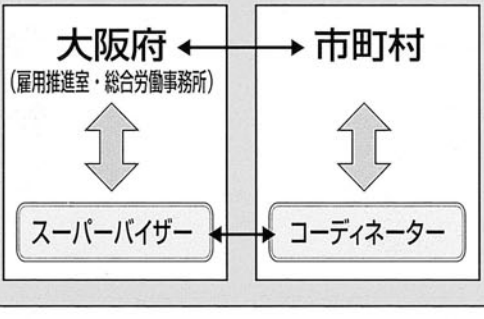 大阪府
(雇用推進室・総合労働事務所)
スーパーバイザー
市町村
コーディネーター